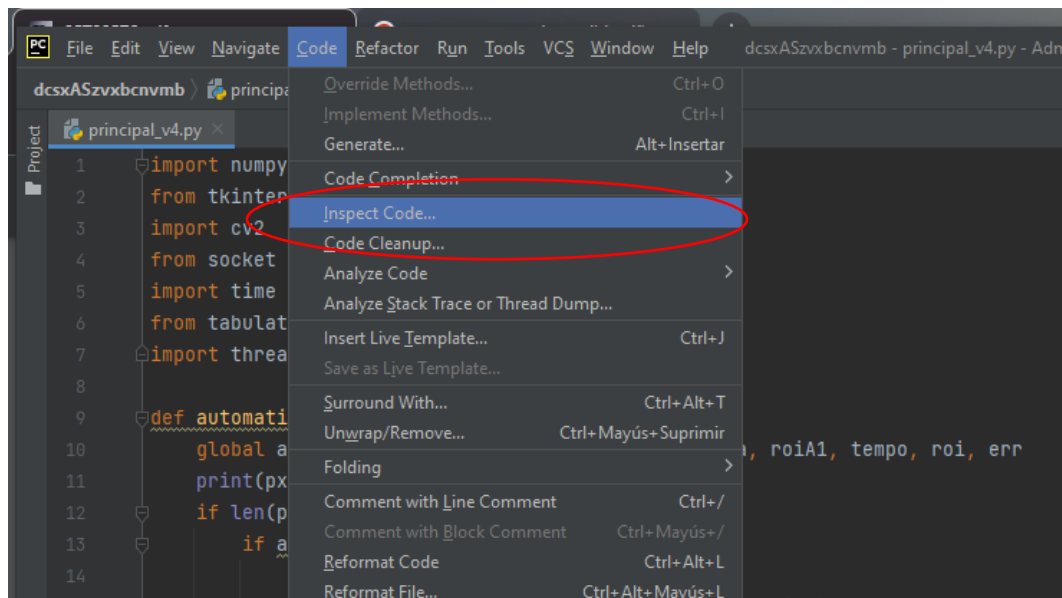 PC File Edit View Navigate Code Refactor Run Tools VCS Window Help dcsxASzvxbcnvmb - principal_v4.py - Adn
dcsxASzvxbcnvmb principa
principal_v4.py
Project
Override Methods... Ctrl+O
Implement Methods... Ctrl+I
Generate... Alt+Insertar
Code Completion
Inspect Code...
Code Cleanup...
Analyze Code
Analyze Stack Trace or Thread Dump...
Insert Live Template... Ctrl+J
Save as Live Template...
Surround With... Ctrl+Alt+T
Unwrap/Remove... Ctrl+Mayús+Suprimir
Folding
Comment with Line Comment Ctrl+/
Comment with Block Comment Ctrl+Mayús+/
Reformat Code Ctrl+Alt+L
Reformat File... Ctrl+Alt+Mayús+L
1 import numpy
2 from tkinter
3 import cv2
4 from socket
5 import time
6 from tabulat
7 import threa
8
9 def automati
10 global a , roiA1, tempo, roi, err
11 print(px
12 if len(p
13 if a
14